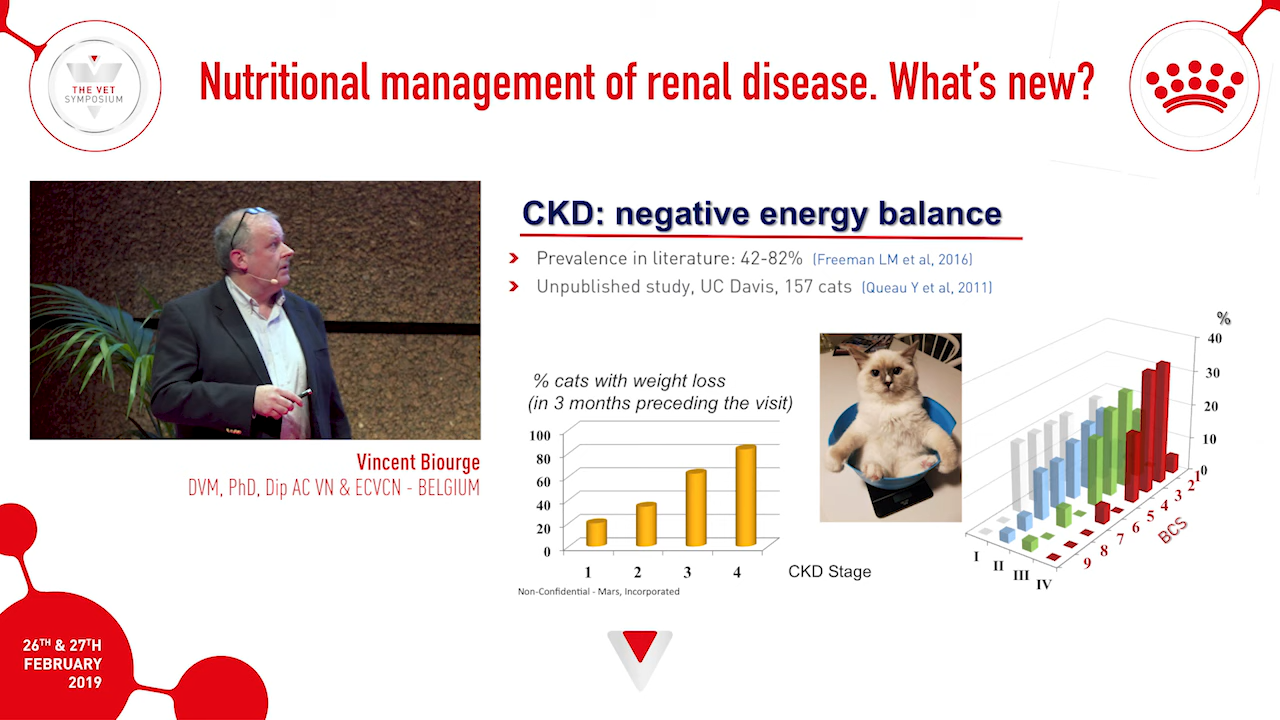 THE VET
SYMPOSIUM
Nutritional management of renal disease. What's new?
CKD: negative energy balance
Prevalence in literature: 42-82% (Freeman LM et al, 2016)
Unpublished study, UC Davis, 157 cats (Queau Y et al, 2011)
% cats with weight loss
(in 3 months preceding the visit)
100
80
60
40
20
0
1 2 3 4
CKD Stage
Non-Confidential - Mars, Incorporated
%
40
30
20
10
0
1
2
3
4
5
6
7
8
9
BCS
I
II
III
IV
Vincent Biourge
DVM, PhD, Dip AC VN & ECVCN - BELGIUM
26TH & 27TH
FEBRUARY
2019